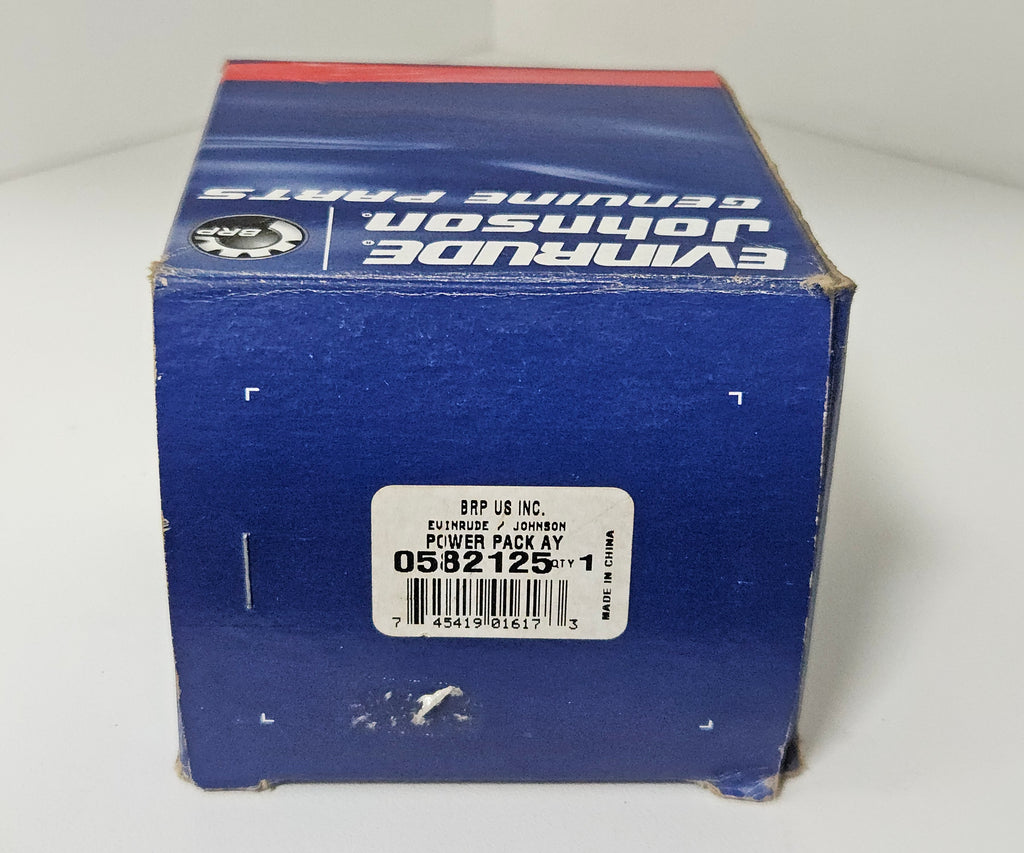 EVINRUDE®
Johnson®
GENUINE PARTS
BRP
BRP US INC.
EVINRUDE / JOHNSON
POWER PACK AY
0582125 QTY 1
MADE IN CHINA
7 45419 01617 3